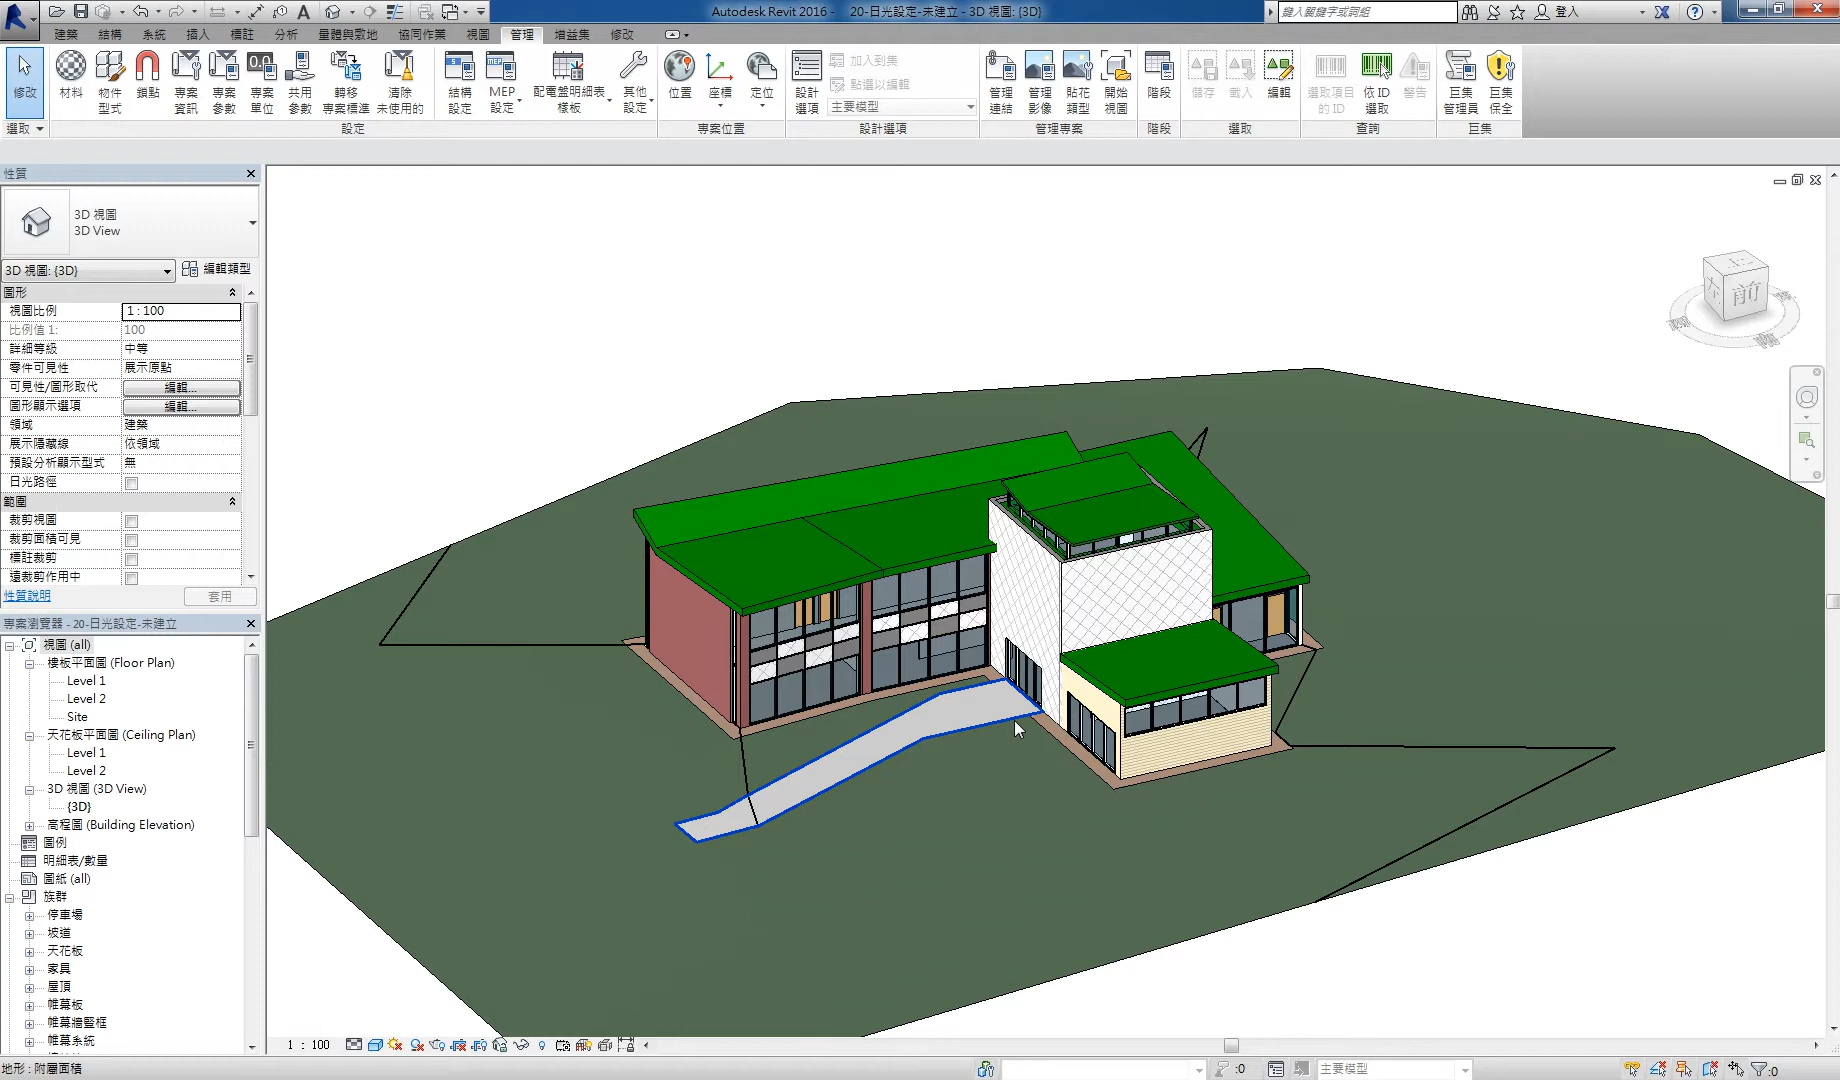 Autodesk Revit 2016 - 20-日光設定-未建立 - 3D 視圖: {3D}
鍵入關鍵字或詞組
登入
建築 結構 系統 插入 標註 分析 量體與敷地 協同作業 視圖 管理 增益集 修改
修改
材料
物件型式
鎖點
專案資訊
專案參數
專案單位
共用參數
轉移專案標準
清除未使用的
結構設定
MEP 設定
配電盤明細表樣板
其他設定
位置
座標
定位
設計選項
加入到集
點選以編輯
主要模型
管理連結
管理影像
貼花類型
開始視圖
階段
儲存
載入
編輯
選取項目的 ID
依 ID 選取
警告
巨集管理員
巨集保全
選取 設定 專案位置 設計選項 管理專案 階段 選取 查詢 巨集
性質
3D 視圖
3D View
3D 視圖: {3D} 編輯類型
圖形
視圖比例 1 : 100
比例值 1: 100
詳細等級 中等
零件可見性 展示原點
可見性/圖形取代 編輯...
圖形顯示選項 編輯...
領域 建築
展示隱藏線 依領域
預設分析顯示型式 無
日光路徑
範圍
裁剪視圖
裁剪面積可見
標註裁剪
遠裁剪作用中
性質說明 套用
專案瀏覽器 - 20-日光設定-未建立
視圖 (all)
樓板平面圖 (Floor Plan)
Level 1
Level 2
Site
天花板平面圖 (Ceiling Plan)
Level 1
Level 2
3D 視圖 (3D View)
{3D}
高程圖 (Building Elevation)
圖例
明細表/數量
圖紙 (all)
族群
停車場
坡道
天花板
家具
屋頂
帷幕板
帷幕牆豎框
帷幕系統
上
左
前
1 : 100
地形 : 附屬面積
:0
主要模型
:0